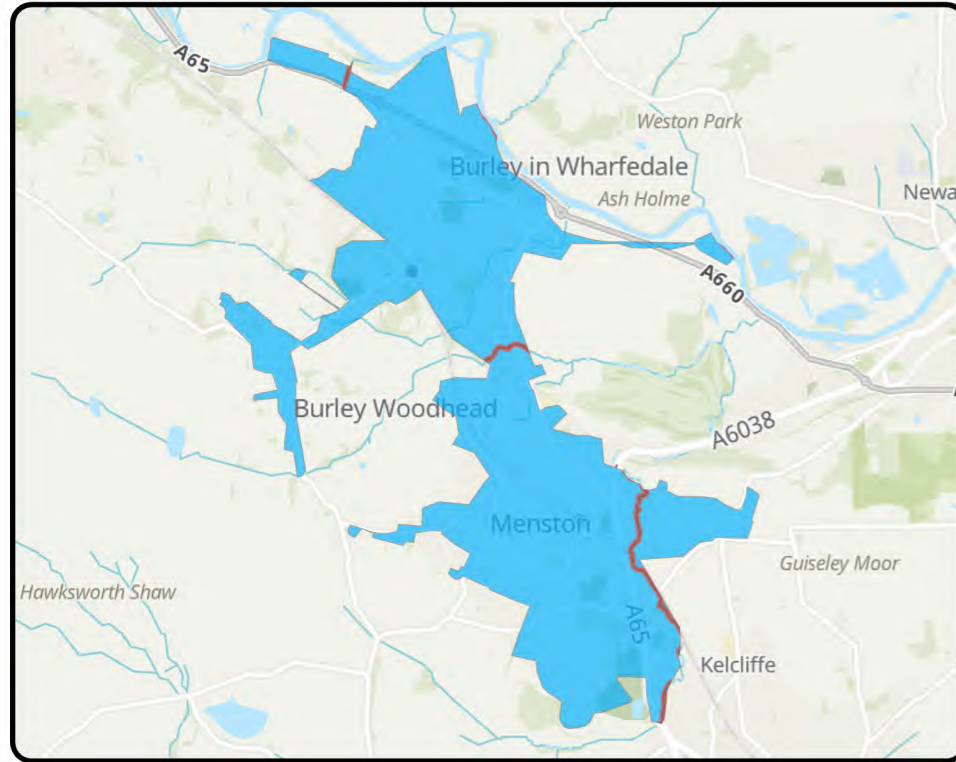 A65
Weston Park
Burley in Wharfedale
Ash Holme
Newa
A660
Burley Woodhead
A6038
Menston
Guiseley Moor
Hawksworth Shaw
A65
Kelcliffe